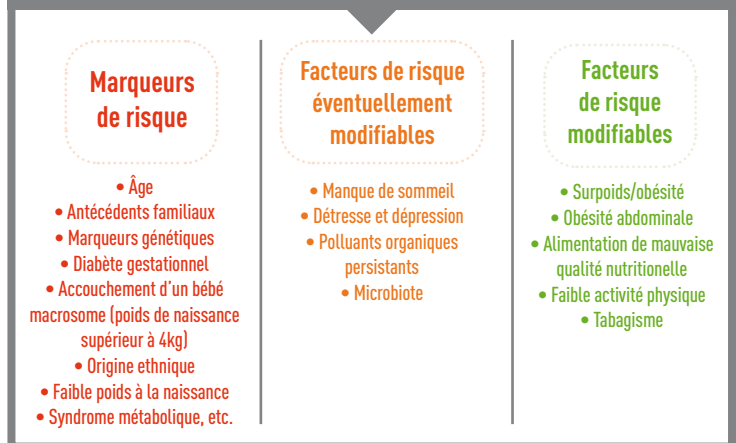 Marqueurs
de risque
• Âge
• Antécédents familiaux
• Marqueurs génétiques
• Diabète gestationnel
• Accouchement d'un bébé
macrosome (poids de naissance
supérieur à 4kg)
• Origine ethnique
• Faible poids à la naissance
• Syndrome métabolique, etc.
Facteurs de risque
éventuellement
modifiables
• Manque de sommeil
• Détresse et dépression
• Polluants organiques
persistants
• Microbiote
Facteurs
de risque
modifiables
• Surpoids/obésité
• Obésité abdominale
• Alimentation de mauvaise
qualité nutritionelle
• Faible activité physique
• Tabagisme